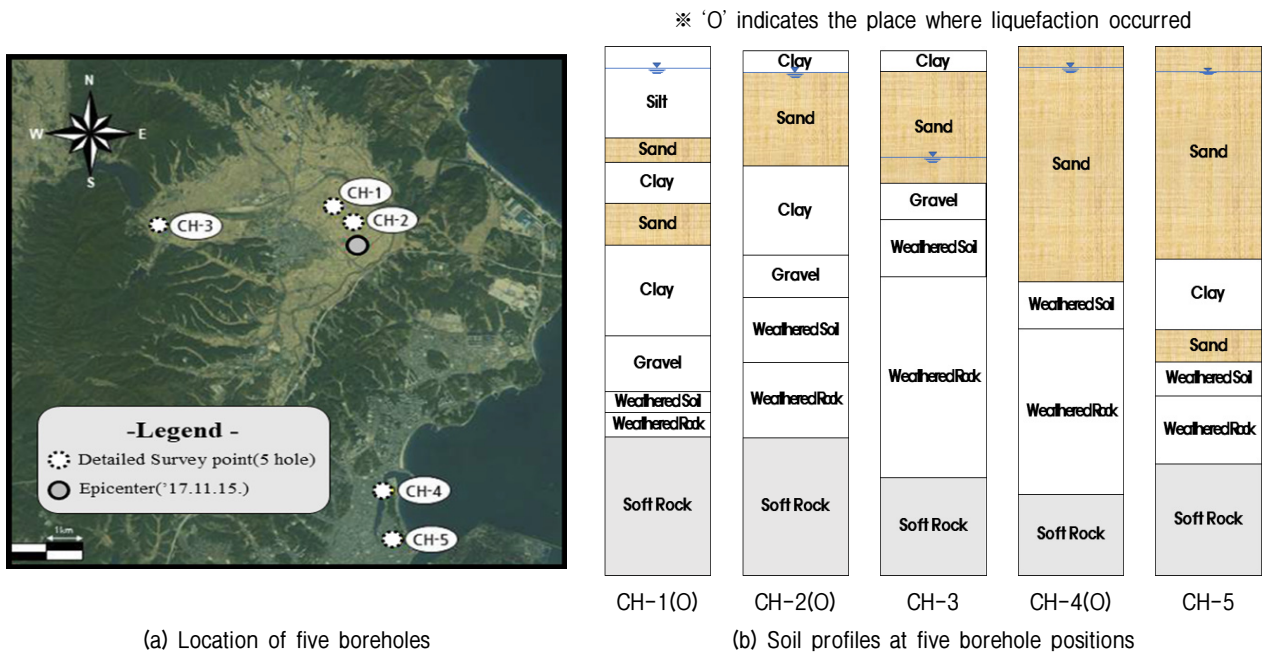 ※ ‘O’ indicates the place where liquefaction occurred
N
W
E
S
CH-1
CH-2
CH-3
CH-4
CH-5
-Legend -
Detailed Survey point(5 hole)
Epicenter(’17.11.15.)
1km
Silt
Sand
Clay
Sand
Clay
Gravel
Weathered Soil
Weathered Rock
Soft Rock
CH-1(O)
Clay
Sand
Clay
Gravel
Weathered Soil
Weathered Rock
Soft Rock
CH-2(O)
Clay
Sand
Gravel
Weathered Soil
Weathered Rock
Soft Rock
CH-3
Sand
Weathered Soil
Weathered Rock
Soft Rock
CH-4(O)
Sand
Clay
Sand
Weathered Soil
Weathered Rock
Soft Rock
CH-5
(a) Location of five boreholes
(b) Soil profiles at five borehole positions